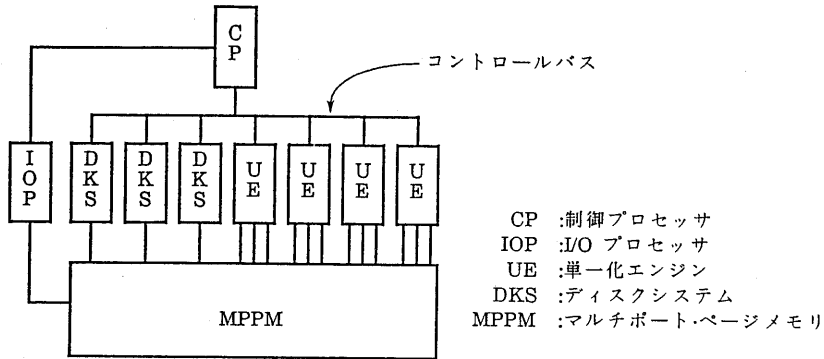 CP
コントロールバス
IOP
DKS
DKS
DKS
UE
UE
UE
UE
MPPM
CP :制御プロセッサ
IOP :I/O プロセッサ
UE :単一化エンジン
DKS :ディスクシステム
MPPM :マルチポート・ページメモリ